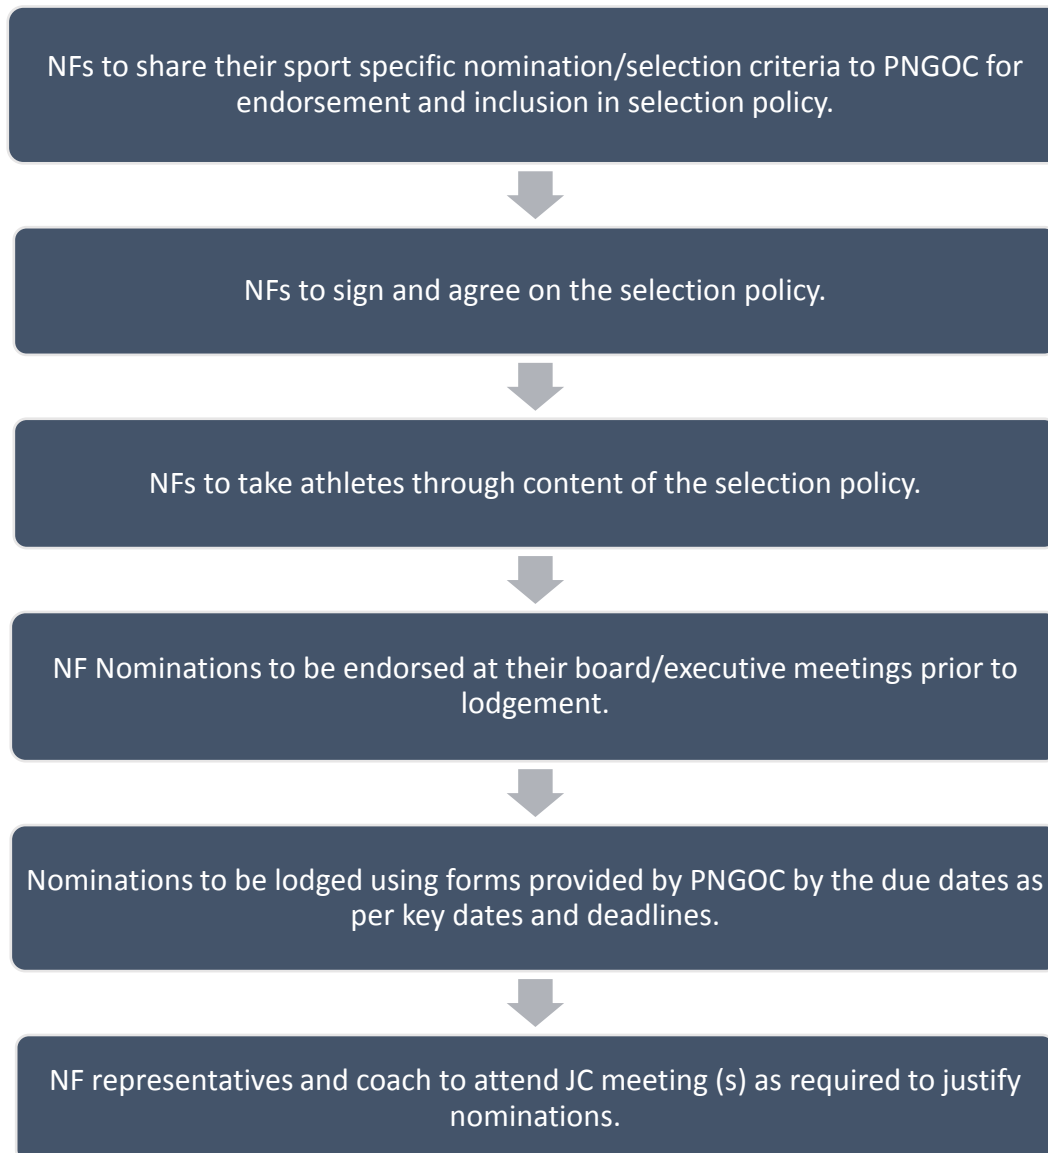 NFs to share their sport specific nomination/selection criteria to PNGOC for
endorsement and inclusion in selection policy.
NFs to sign and agree on the selection policy.
NFs to take athletes through content of the selection policy.
NF Nominations to be endorsed at their board/executive meetings prior to
lodgement.
Nominations to be lodged using forms provided by PNGOC by the due dates as
per key dates and deadlines.
NF representatives and coach to attend JC meeting (s) as required to justify
nominations.